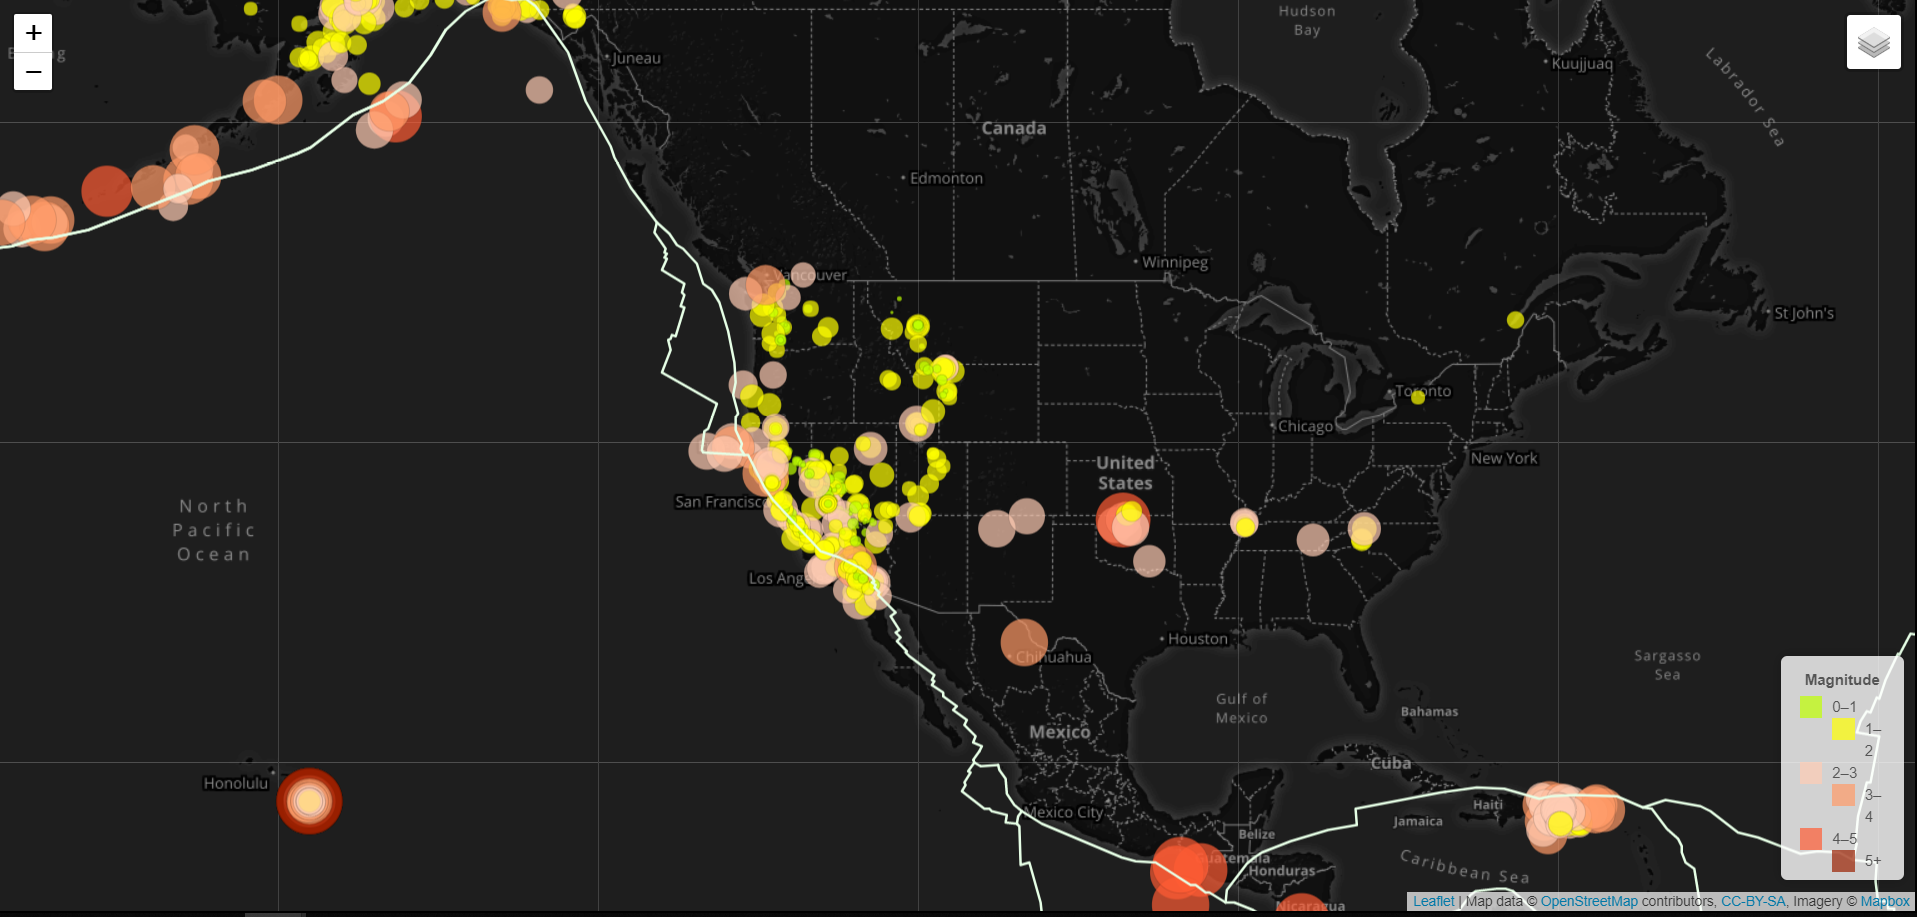 +
−
Hudson
Bay
Juneau
Kuujjuaq
Labrador Sea
Canada
Edmonton
Vancouver
Winnipeg
St John's
Toronto
Chicago
New York
United
States
San Francisco
North
Pacific
Ocean
Los Ang
Houston
Chihuahua
Sargasso
Sea
Gulf of
Mexico
Bahamas
Mexico
Cuba
Honolulu
Haiti
Mexico City
Jamaica
Belize
Guatemala
Honduras
Caribbean Sea
Nicaragua
Magnitude
0–1
1–
2
2–3
3–
4
4–5
5+
Leaflet | Map data © OpenStreetMap contributors, CC-BY-SA, Imagery © Mapbox